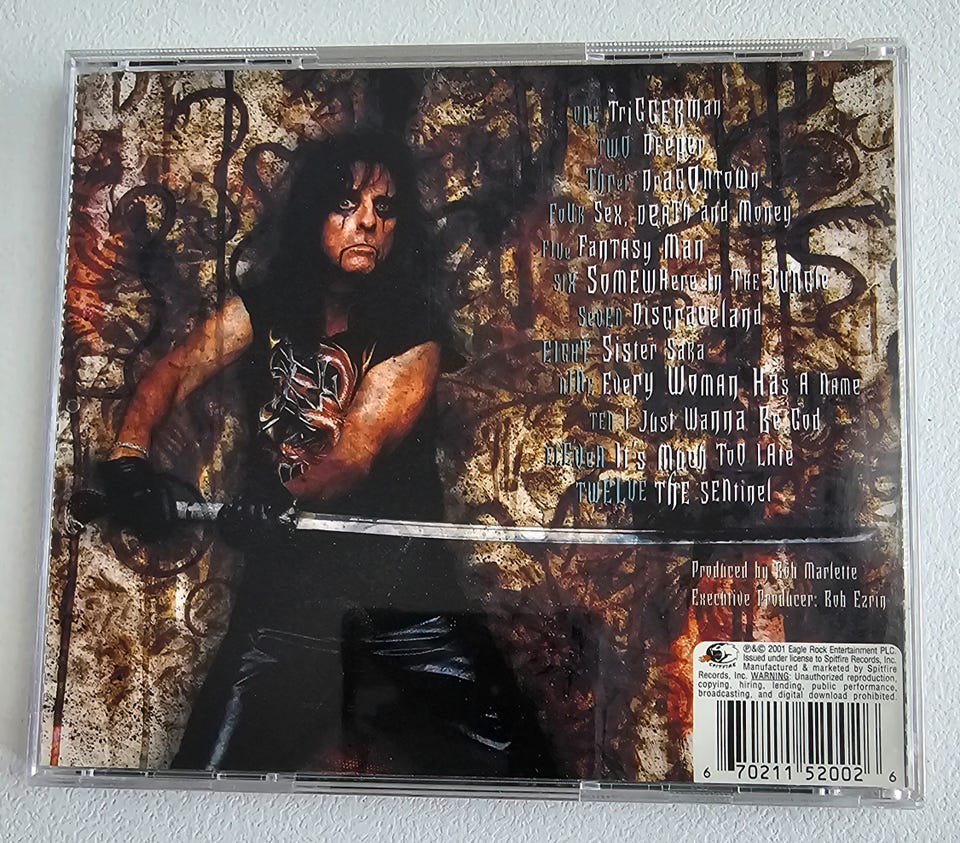 ONE TRiGGERman
TWO DEEPER
Three DRAGONtOwn
FOUR SEx, DEATH and MoNEy
FIVe FANTAsy MAn
SIX SOMEWHere In THE JUNGle
SeVEN DisGraceland
EIGHT Sister SaRA
NINe EVeRy WOMAN HAs A NAME
TEN I Just WANNA BE GOD
ELEVeN It's MUCH ToO LAte
TWELVE THE SENtinel
Produced by Bob Marlette
Executive Producer: Bob Ezrin
SPITFIRE
℗&© 2001 Eagle Rock Entertainment PLC.
Issued under license to Spitfire Records, Inc.
Manufactured & marketed by Spitfire
Records, Inc. WARNING: Unauthorized reproduction,
copying, hiring, lending, public performance,
broadcasting, and digital download prohibited.
6 70211 52002 6